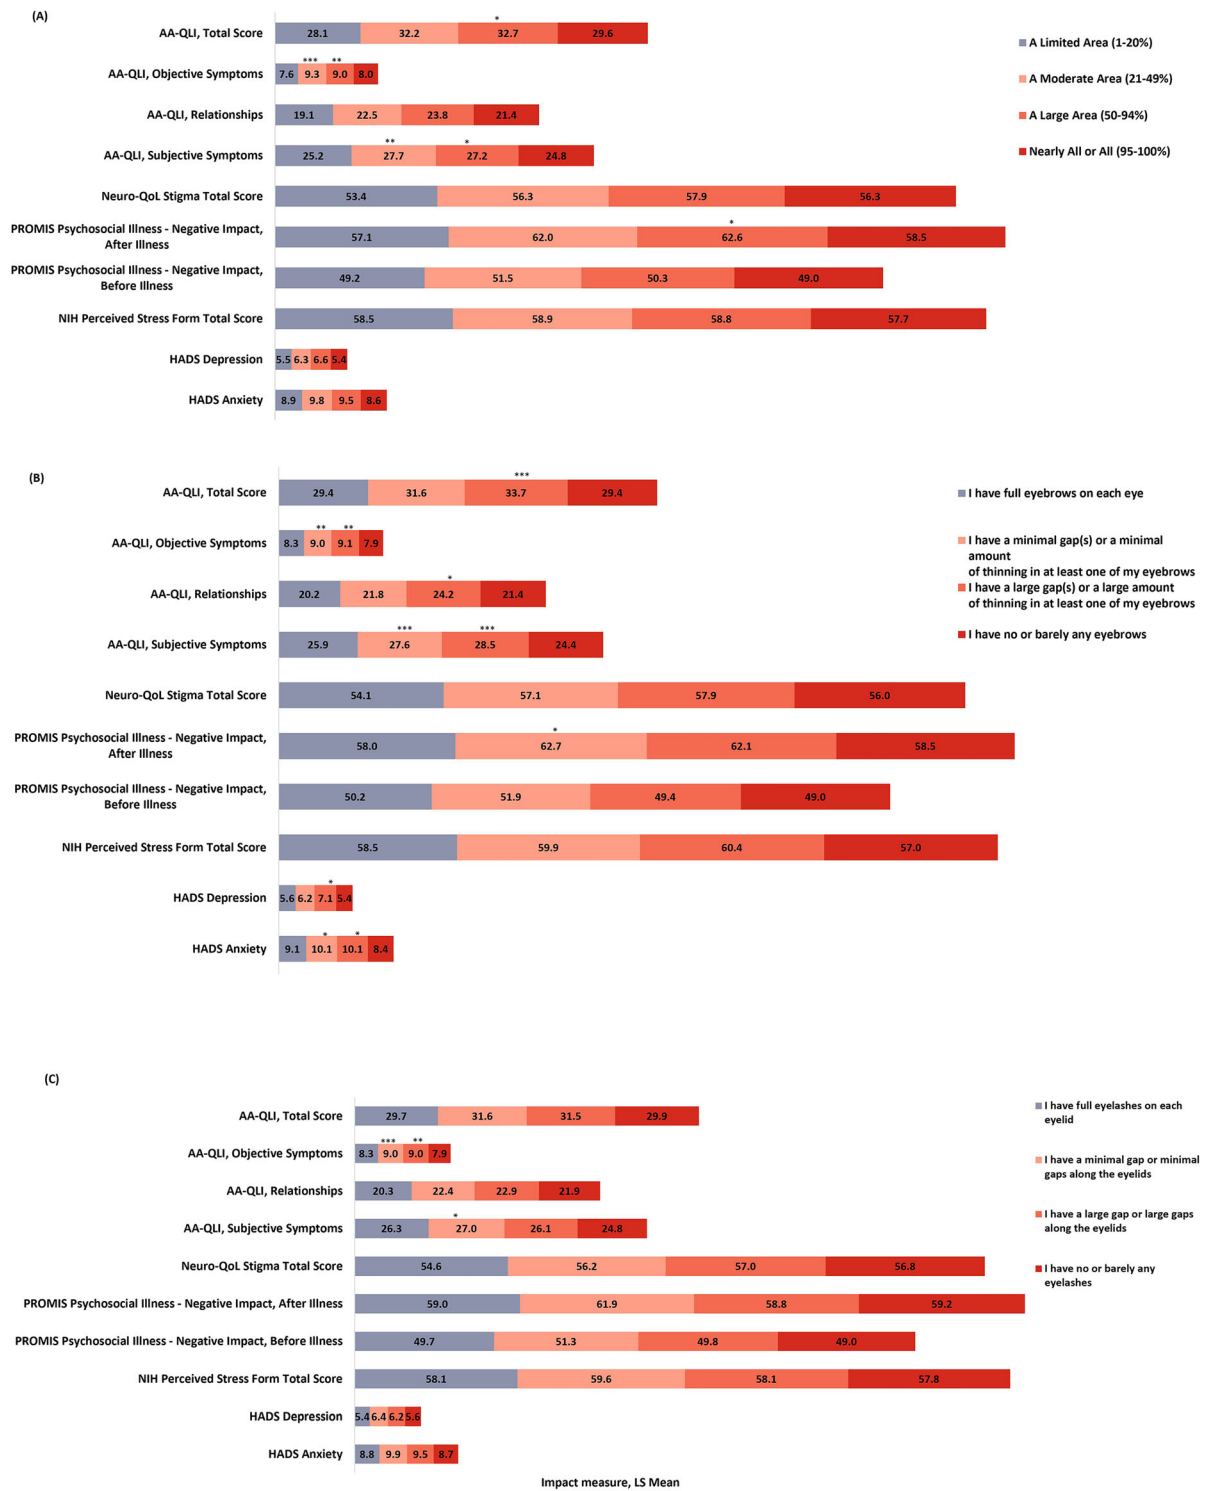 (A)
*
AA-QLI, Total Score 28.1 32.2 32.7 29.6
*** **
AA-QLI, Objective Symptoms 7.6 9.3 9.0 8.0
AA-QLI, Relationships 19.1 22.5 23.8 21.4
** *
AA-QLI, Subjective Symptoms 25.2 27.7 27.2 24.8
Neuro-QoL Stigma Total Score 53.4 56.3 57.9 56.3
*
PROMIS Psychosocial Illness - Negative Impact,
After Illness 57.1 62.0 62.6 58.5
PROMIS Psychosocial Illness - Negative Impact,
Before Illness 49.2 51.5 50.3 49.0
NIH Perceived Stress Form Total Score 58.5 58.9 58.8 57.7
HADS Depression 5.5 6.3 6.6 5.4
HADS Anxiety 8.9 9.8 9.5 8.6
A Limited Area (1-20%)
A Moderate Area (21-49%)
A Large Area (50-94%)
Nearly All or All (95-100%)
(B)
***
AA-QLI, Total Score 29.4 31.6 33.7 29.4
** **
AA-QLI, Objective Symptoms 8.3 9.0 9.1 7.9
*
AA-QLI, Relationships 20.2 21.8 24.2 21.4
*** ***
AA-QLI, Subjective Symptoms 25.9 27.6 28.5 24.4
Neuro-QoL Stigma Total Score 54.1 57.1 57.9 56.0
*
PROMIS Psychosocial Illness - Negative Impact,
After Illness 58.0 62.7 62.1 58.5
PROMIS Psychosocial Illness - Negative Impact,
Before Illness 50.2 51.9 49.4 49.0
NIH Perceived Stress Form Total Score 58.5 59.9 60.4 57.0
*
HADS Depression 5.6 6.2 7.1 5.4
* *
HADS Anxiety 9.1 10.1 10.1 8.4
I have full eyebrows on each eye
I have a minimal gap(s) or a minimal
amount
of thinning in at least one of my eyebrows
I have a large gap(s) or a large amount
of thinning in at least one of my eyebrows
I have no or barely any eyebrows
(C)
AA-QLI, Total Score 29.7 31.6 31.5 29.9
*** **
AA-QLI, Objective Symptoms 8.3 9.0 9.0 7.9
AA-QLI, Relationships 20.3 22.4 22.9 21.9
*
AA-QLI, Subjective Symptoms 26.3 27.0 26.1 24.8
Neuro-QoL Stigma Total Score 54.6 56.2 57.0 56.8
PROMIS Psychosocial Illness - Negative Impact, After Illness 59.0 61.9 58.8 59.2
PROMIS Psychosocial Illness - Negative Impact, Before Illness 49.7 51.3 49.8 49.0
NIH Perceived Stress Form Total Score 58.1 59.6 58.1 57.8
HADS Depression 5.4 6.4 6.2 5.6
HADS Anxiety 8.8 9.9 9.5 8.7
Impact measure, LS Mean
I have full eyelashes on each
eyelid
I have a minimal gap or minimal
gaps along the eyelids
I have a large gap or large gaps
along the eyelids
I have no or barely any
eyelashes